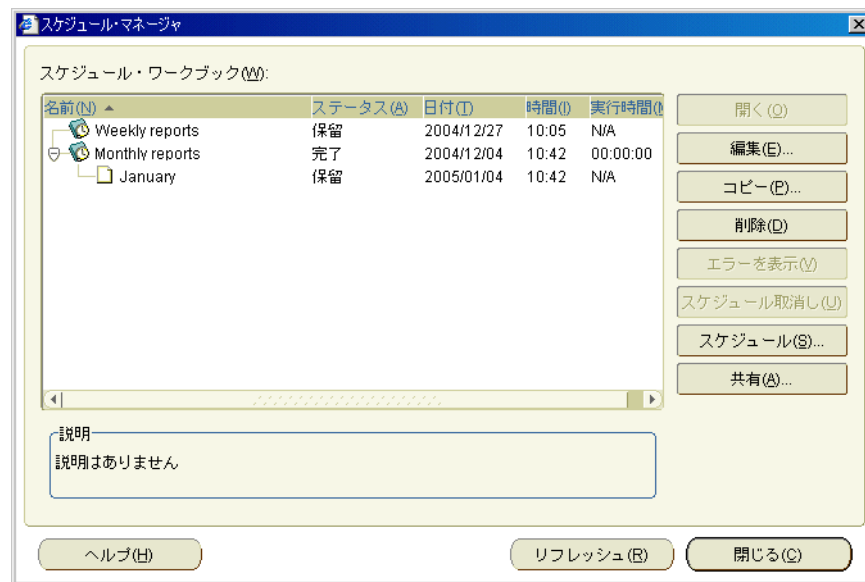 スケジュール・マネージャ
スケジュール・ワークブック(W):
名前(N) ステータス(A) 日付(T) 時間(I) 実行時間(M
Weekly reports 保留 2004/12/27 10:05 N/A
Monthly reports 完了 2004/12/04 10:42 00:00:00
January 保留 2005/01/04 10:42 N/A
開く(O)
編集(E)...
コピー(P)...
削除(D)
エラーを表示(V)
スケジュール取消し(U)
スケジュール(S)...
共有(A)...
説明
説明はありません
ヘルプ(H) リフレッシュ(R) 閉じる(C)